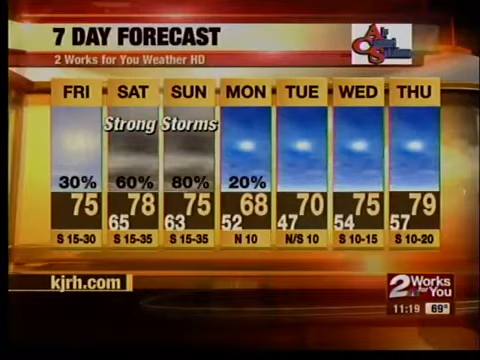 7 DAY FORECAST
2 Works for You Weather HD
FRI SAT SUN MON TUE WED THU
Strong Storms
30% 60% 80% 20%
75 78 75 68 70 75 79
65 63 52 47 54 57
S 15-30 S 15-35 S 15-35 N 10 N/S 10 S 10-15 S 10-20
kjrh.com
2 Works for You
11:19 69°